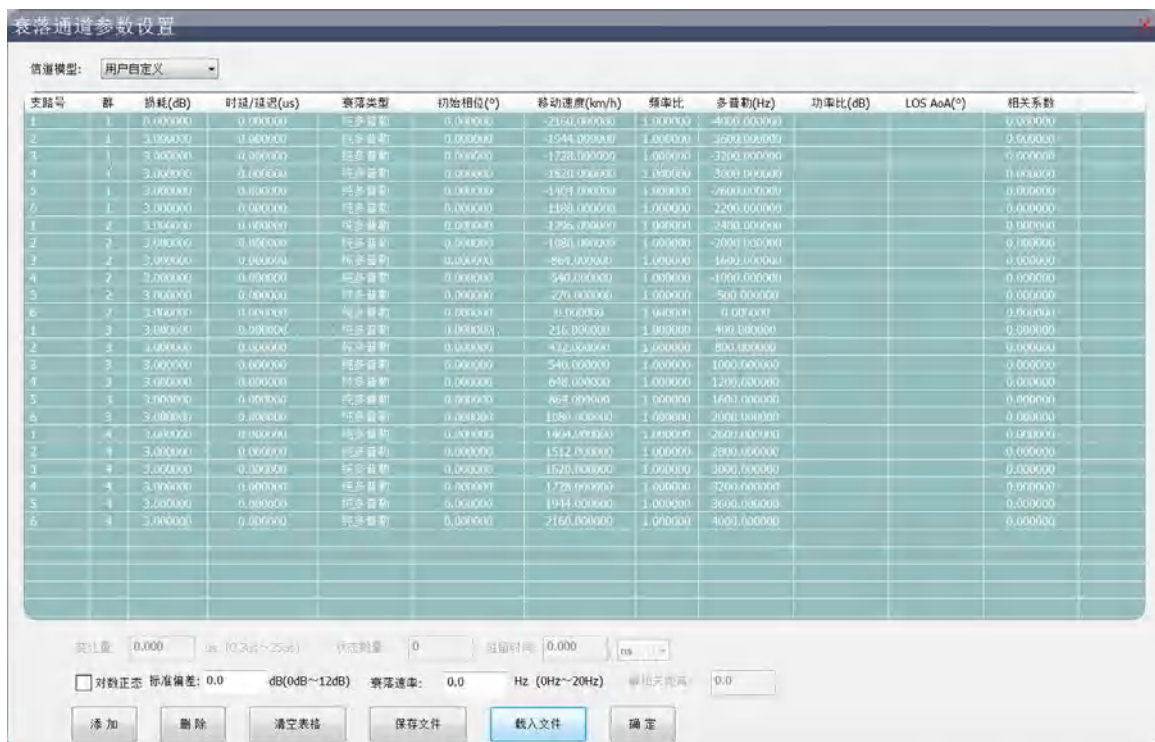 衰落通道参数设置
信道模型: 用户自定义
支路号 群 损耗(dB) 时延/延迟(us) 衰落类型 初始相位(°) 移动速度(km/h) 频率比 多普勒(Hz) 功率比(dB) LOS AoA(°) 相关系数
1 1 0.000000 0.000000 纯多普勒 0.000000 -2160.000000 1.000000 -4000.000000 0.000000
2 1 3.000000 0.000000 纯多普勒 0.000000 -1944.000000 1.000000 -3600.000000 0.000000
3 1 3.000000 0.000000 纯多普勒 0.000000 -1728.000000 1.000000 -3200.000000 0.000000
4 1 3.000000 0.000000 纯多普勒 0.000000 -1620.000000 1.000000 -3000.000000 0.000000
5 1 3.000000 0.000000 纯多普勒 0.000000 -1404.000000 1.000000 -2600.000000 0.000000
6 1 3.000000 0.000000 纯多普勒 0.000000 -1188.000000 1.000000 -2200.000000 0.000000
1 2 3.000000 0.000000 纯多普勒 0.000000 -1296.000000 1.000000 -2400.000000 0.000000
2 2 3.000000 0.000000 纯多普勒 0.000000 -1080.000000 1.000000 -2000.000000 0.000000
3 2 3.000000 0.000000 纯多普勒 0.000000 -864.000000 1.000000 -1600.000000 0.000000
4 2 3.000000 0.000000 纯多普勒 0.000000 -540.000000 1.000000 -1000.000000 0.000000
5 2 3.000000 0.000000 纯多普勒 0.000000 -270.000000 1.000000 -500.000000 0.000000
6 2 3.000000 0.000000 纯多普勒 0.000000 0.000000 1.000000 0.000000 0.000000
1 3 3.000000 0.000000 纯多普勒 0.000000 216.000000 1.000000 400.000000 0.000000
2 3 3.000000 0.000000 纯多普勒 0.000000 432.000000 1.000000 800.000000 0.000000
3 3 3.000000 0.000000 纯多普勒 0.000000 540.000000 1.000000 1000.000000 0.000000
4 3 3.000000 0.000000 纯多普勒 0.000000 648.000000 1.000000 1200.000000 0.000000
5 3 3.000000 0.000000 纯多普勒 0.000000 864.000000 1.000000 1600.000000 0.000000
6 3 3.000000 0.000000 纯多普勒 0.000000 1080.000000 1.000000 2000.000000 0.000000
1 4 3.000000 0.000000 纯多普勒 0.000000 1404.000000 1.000000 2600.000000 0.000000
2 4 3.000000 0.000000 纯多普勒 0.000000 1512.000000 1.000000 2800.000000 0.000000
3 4 3.000000 0.000000 纯多普勒 0.000000 1620.000000 1.000000 3000.000000 0.000000
4 4 3.000000 0.000000 纯多普勒 0.000000 1728.000000 1.000000 3200.000000 0.000000
5 4 3.000000 0.000000 纯多普勒 0.000000 1944.000000 1.000000 3600.000000 0.000000
6 4 3.000000 0.000000 纯多普勒 0.000000 2160.000000 1.000000 4000.000000 0.000000
0.000 us (0.3us~25us) 状态数量 0 驻留时间: 0.000 ns
对数正态 标准偏差: 0.0 dB(0dB~12dB) 衰落速率: 0.0 Hz (0Hz~20Hz) 解相关距离: 0.0
添加 删除 清空表格 保存文件 载入文件 确定